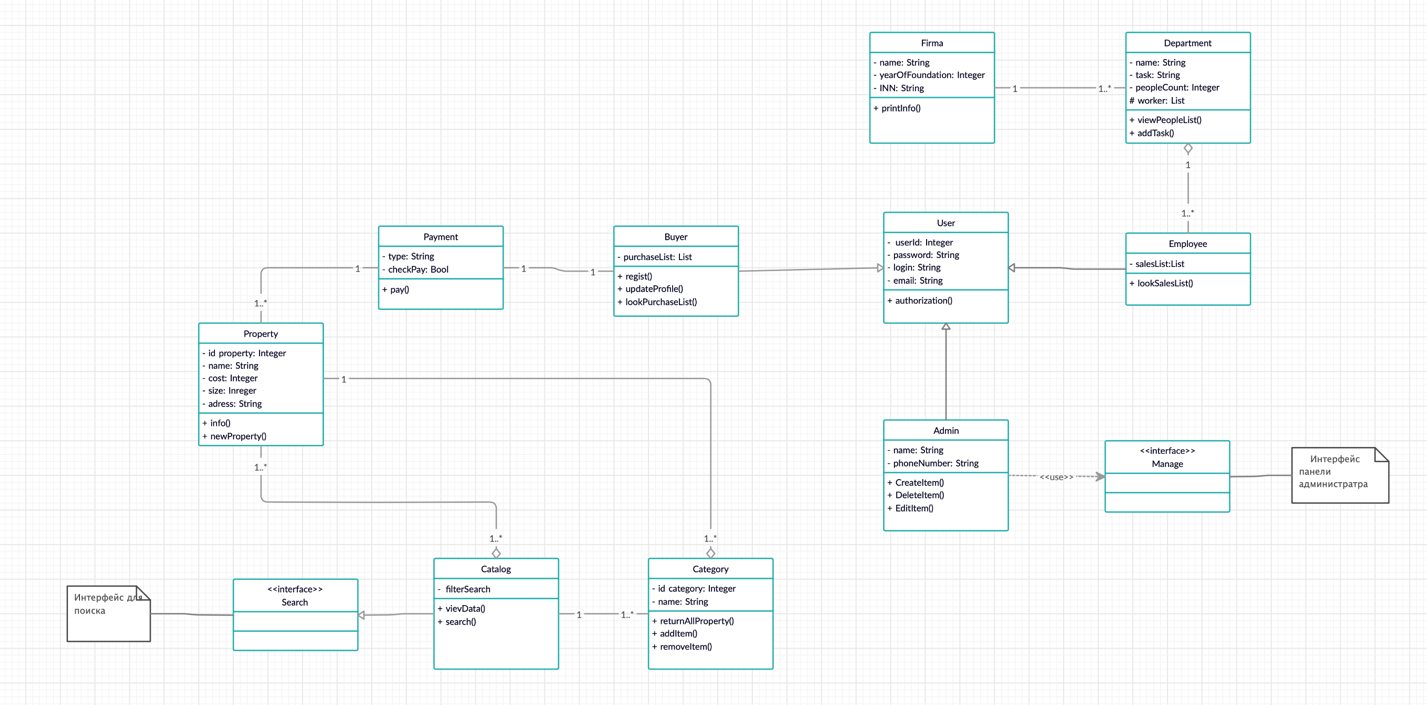 Firma
- name: String
- yearOfFoundation: Integer
- INN: String
+ printInfo()
1
1..*
Department
- name: String
- task: String
- peopleCount: Integer
# worker: List
+ viewPeopleList()
+ addTask()
1
1..*
Payment
- type: String
- checkPay: Bool
+ pay()
1
1
Buyer
- purchaseList: List
+ regist()
+ updateProfile()
+ lookPurchaseList()
User
- userId: Integer
- password: String
- login: String
- email: String
+ authorization()
Employee
- salesList:List
+ lookSalesList()
1
1..*
Property
- id property: Integer
- name: String
- cost: Integer
- size: Inreger
- adress: String
+ info()
+ newProperty()
1
1..*
1..*
1..*
Admin
- name: String
- phoneNumber: String
+ CreateItem()
+ DeleteItem()
+ EditItem()
<<use>>
<<interface>>
Manage
Интерфейс
панели
администратра
Интерфейс для
поиска
<<interface>>
Search
Catalog
- filterSearch
+ vievData()
+ search()
1
1..*
Category
- id category: Integer
- name: String
+ returnAllProperty()
+ addItem()
+ removeItem()